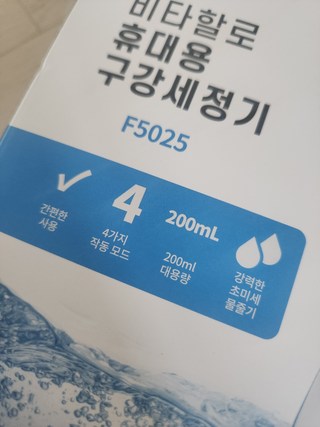 비타할로
휴대용
구강세정기
F5025
간편한
사용
4
4가지
작동 모드
200mL
200ml
대용량
강력한
초미세
물줄기